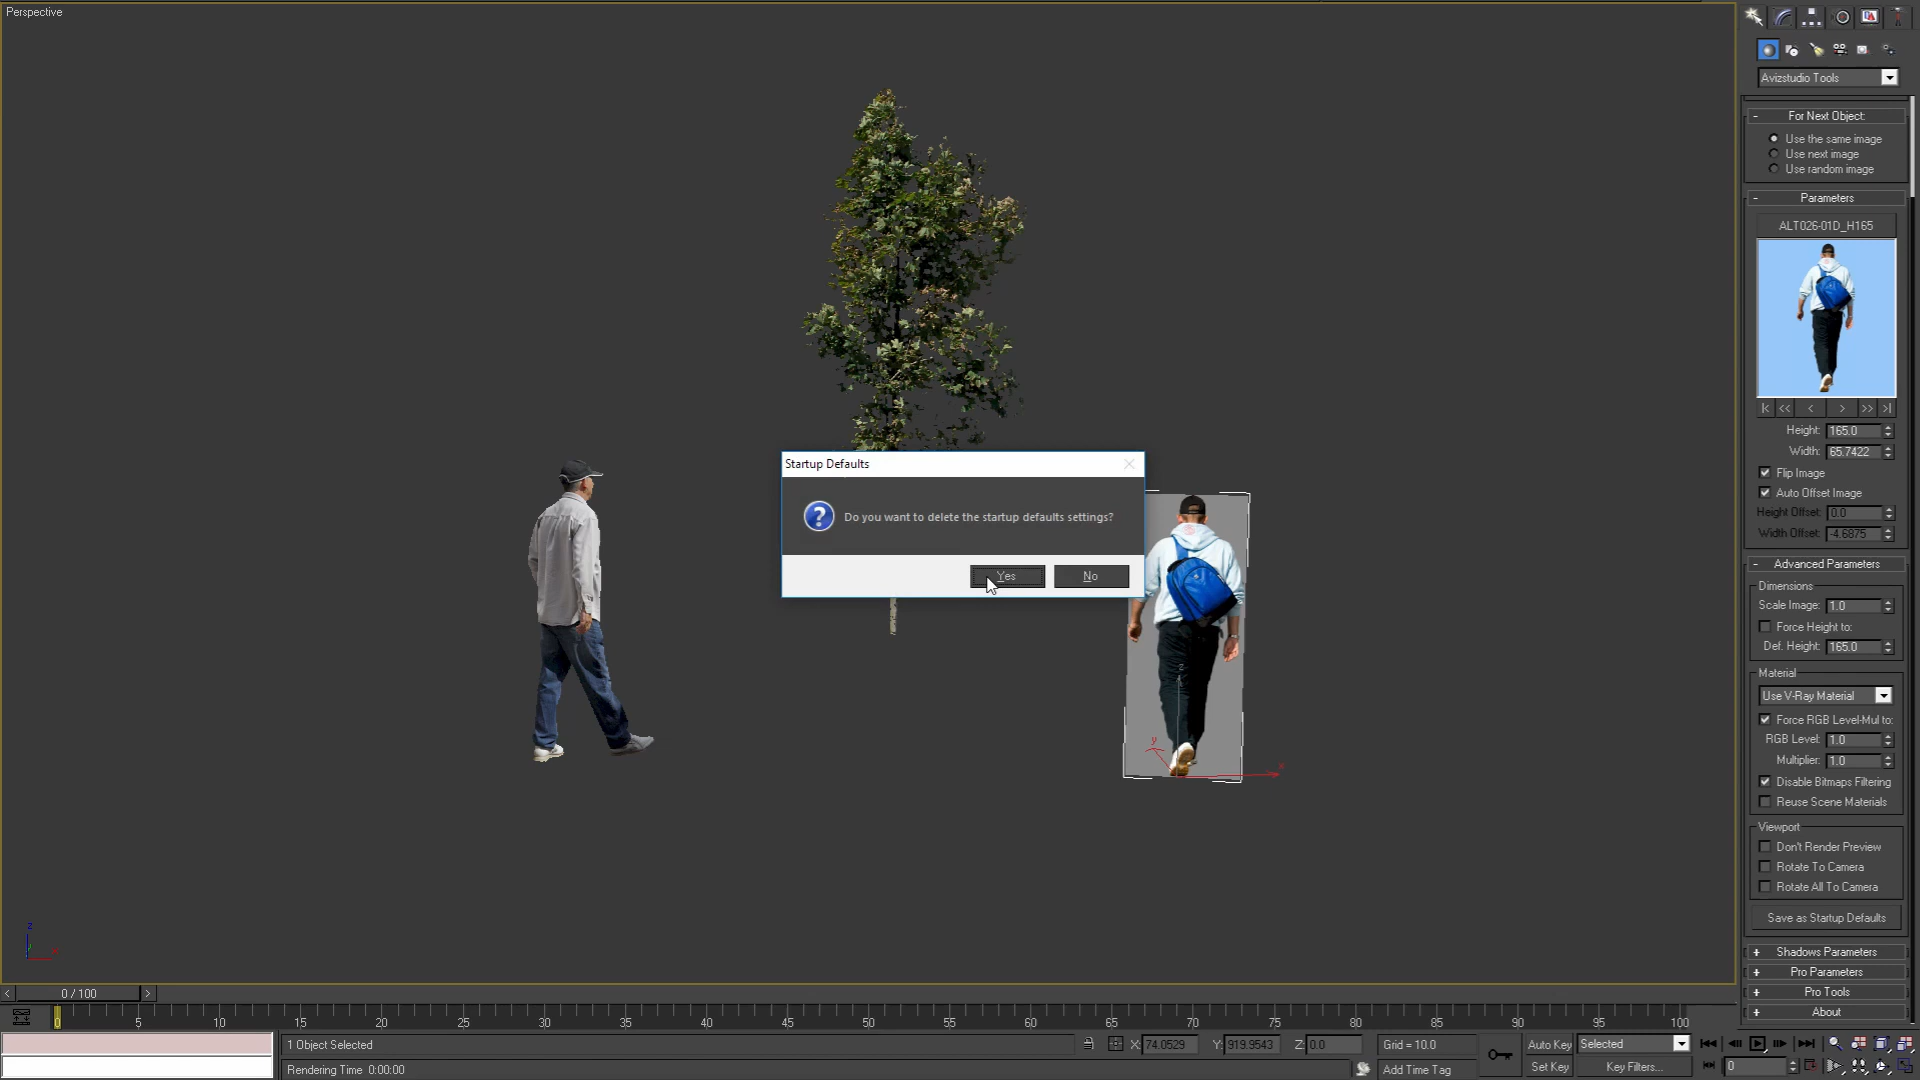 Perspective
Avizstudio Tools
- For Next Object:
Use the same image
Use next image
Use random image
- Parameters
ALT026-01D_H165
|< << < > >> >|
Height: 165.0
Width: 65.7422
Flip Image
Auto Offset Image
Height Offset: 0.0
Width Offset: -4.6875
- Advanced Parameters
Dimensions
Scale Image: 1.0
Force Height to:
Def. Height: 165.0
Material
Use V-Ray Material
Force RGB Level-Mul to:
RGB Level: 1.0
Multiplier: 1.0
Disable Bitmaps Filtering
Reuse Scene Materials
Viewport
Don't Render Preview
Rotate To Camera
Rotate All To Camera
Save as Startup Defaults
+ Shadows Parameters
+ Pro Parameters
+ Pro Tools
+ About
Startup Defaults
Do you want to delete the startup defaults settings?
Yes No
z
y x
z
< 0 / 100 >
0 5 10 15 20 25 30 35 40 45 50 55 60 65 70 75 80 85 90 95 100
1 Object Selected X: 74.0529 Y: 919.9543 Z: 0.0 Grid = 10.0 Auto Key Selected
Rendering Time 0:00:00 Add Time Tag Set Key Key Filters... 0